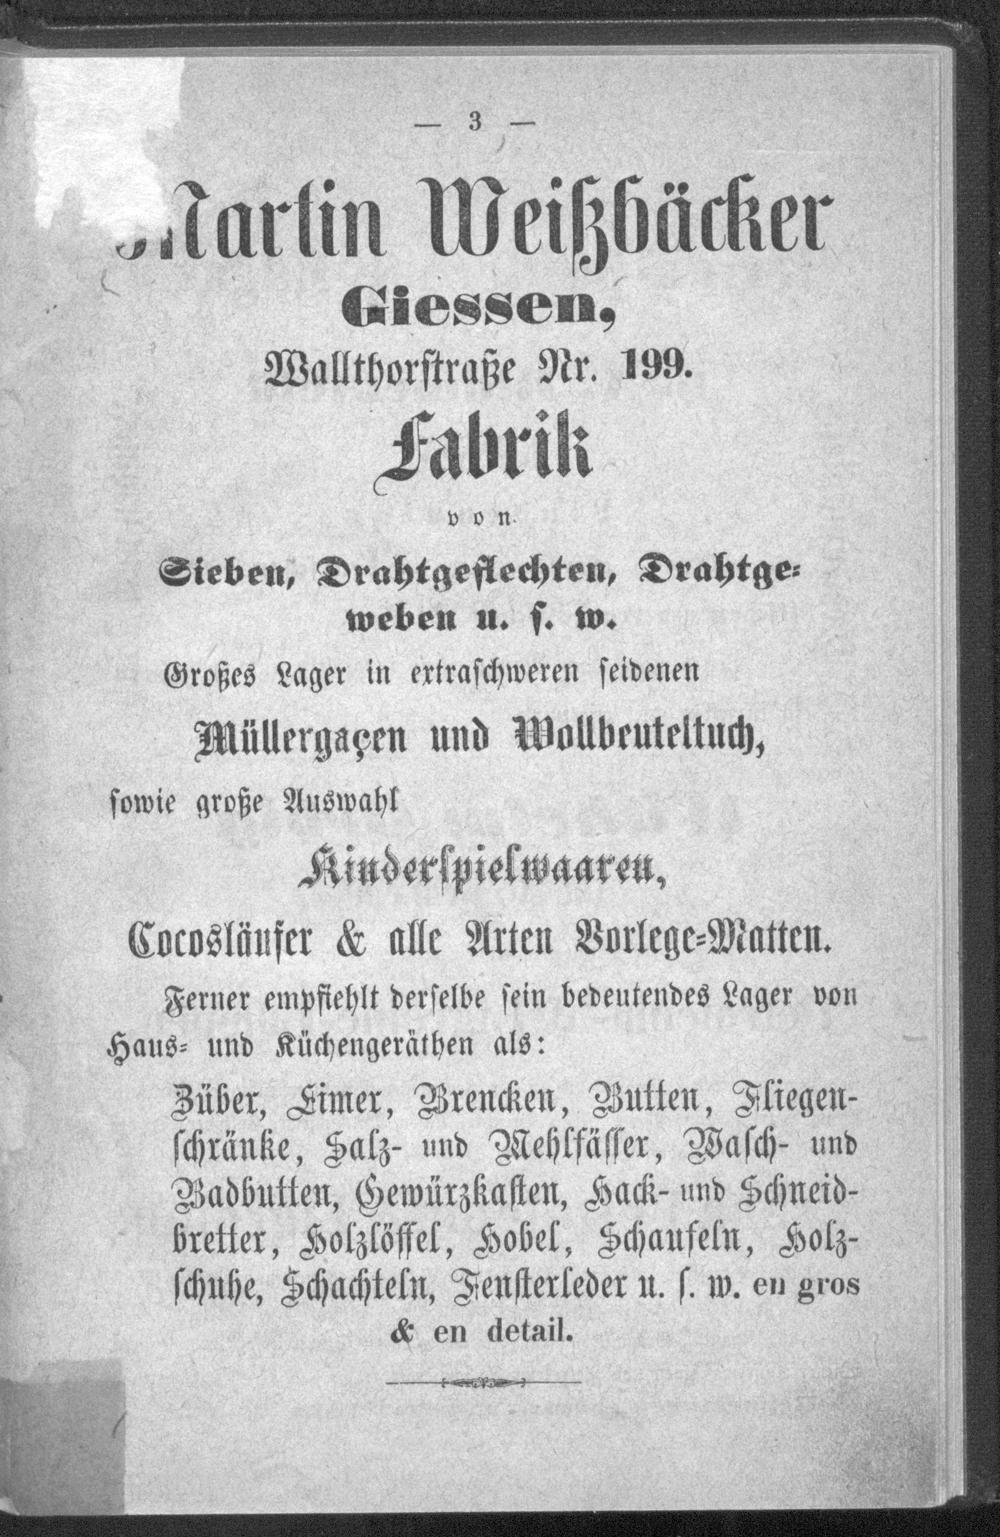 — 3 —
Martin Weißbäcker
Giessen,
Wallthorstraße Nr. 199.
Fabrik
von
Sieben, Drahtgeflechten, Drahtge-
weben u. s. w.
Großes Lager in extraschweren seidenen
Müllergaçen und Wollbeuteltuch,
sowie große Auswahl
Kinderspielwaaren,
Cocosläufer & alle Arten Vorlege-Matten.
Ferner empfiehlt derselbe sein bedeutendes Lager von
Haus- und Küchengeräthen als:
Züber, Eimer, Brencken, Butten, Fliegen-
schränke, Salz- und Mehlfässer, Wasch- und
Badbutten, Gewürzkasten, Hack- und Schneid-
bretter, Holzlöffel, Hobel, Schaufeln, Holz-
schuhe, Schachteln, Fensterleder u. s. w. en gros
& en detail.